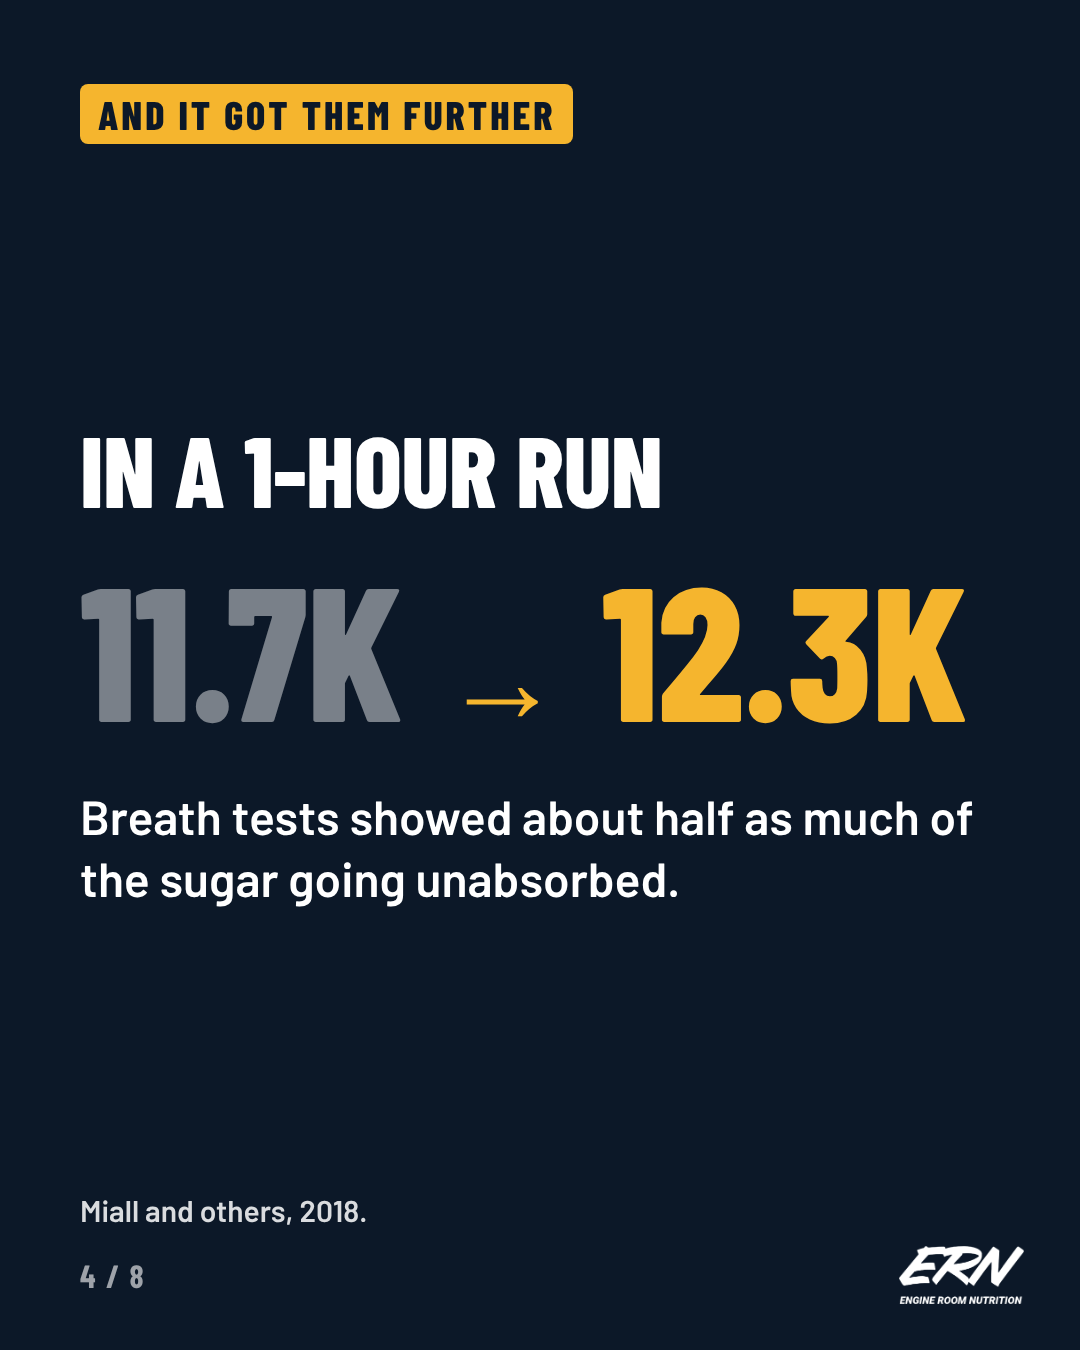 AND IT GOT THEM FURTHER
IN A 1-HOUR RUN
11.7K → 12.3K
Breath tests showed about half as much of
the sugar going unabsorbed.
Miall and others, 2018.
4 / 8
ERN
ENGINE ROOM NUTRITION